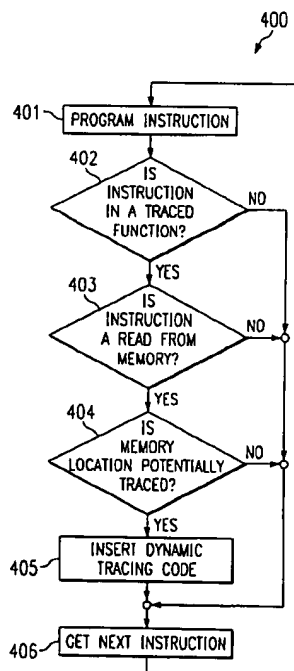 400
401
PROGRAM INSTRUCTION
402
IS
INSTRUCTION
IN A TRACED
FUNCTION?
NO
YES
403
IS
INSTRUCTION
A READ FROM
MEMORY?
NO
YES
404
IS
MEMORY
LOCATION POTENTIALLY
TRACED?
NO
YES
405
INSERT DYNAMIC
TRACING CODE
406
GET NEXT INSTRUCTION